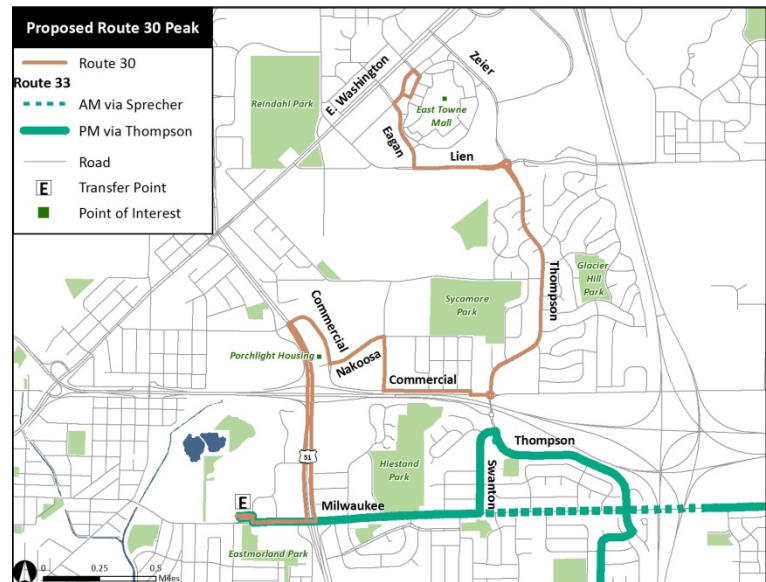 Proposed Route 30 Peak
Route 30
Route 33
AM via Sprecher
PM via Thompson
Road
E Transfer Point
Point of Interest
Reindahl Park
E. Washington
Zeier
East Towne
Mall
Eagan
Lien
Thompson
Glacier
Hill
Park
Sycamore
Park
Commercial
Porchlight Housing
Nakoosa
Commercial
51
Hiestand
Park
Thompson
Swanton
E
Milwaukee
Eastmorland Park
0 0.25 0.5
Miles